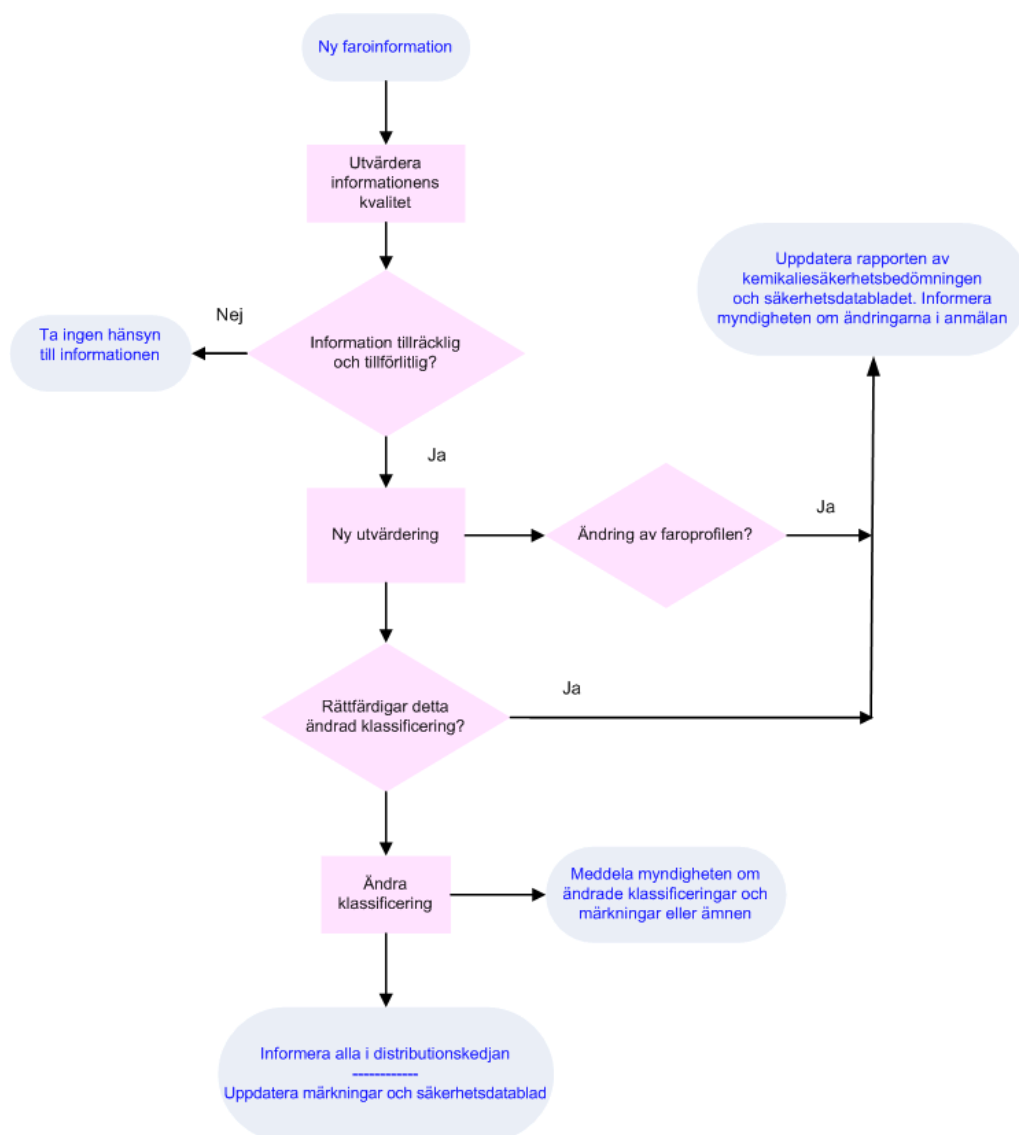 Ny faroinformation
Utvärdera
informationens
kvalitet
Uppdatera rapporten av
kemikaliesäkerhetsbedömningen
och säkerhetsdatabladet. Informera
myndigheten om ändringarna i anmälan
Nej
Ta ingen hänsyn
till informationen
Information tillräcklig
och tillförlitlig?
Ja
Ny utvärdering
Ändring av faroprofilen?
Ja
Rättfärdigar detta
ändrad klassificering?
Ja
Ändra
klassificering
Meddela myndigheten om
ändrade klassificeringar och
märkningar eller ämnen
Informera alla i distributionskedjan
------------
Uppdatera märkningar och säkerhetsdatablad